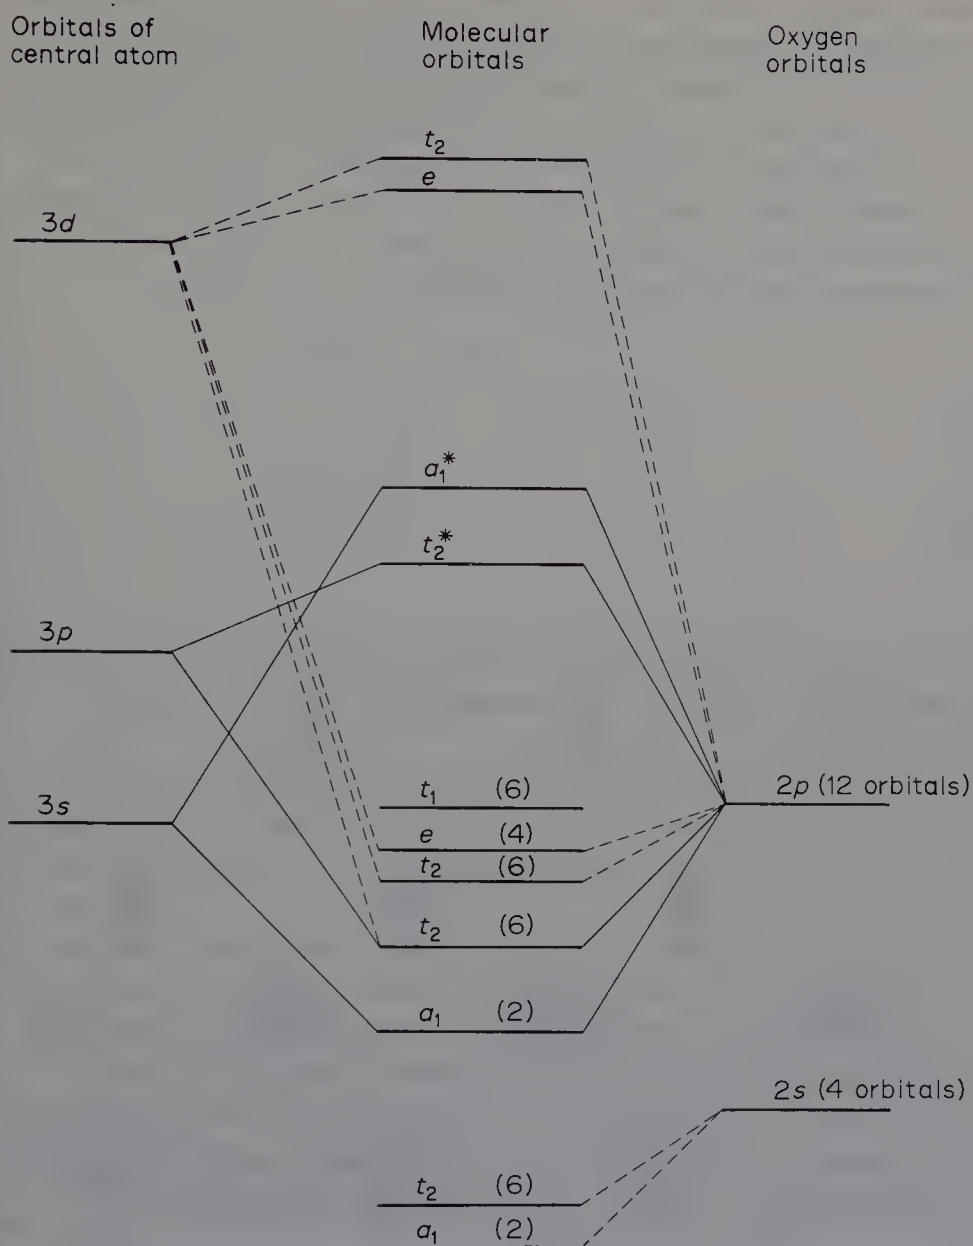 Orbitals of
central atom
Molecular
orbitals
Oxygen
orbitals
t₂
e
3d
a₁*
t₂*
3p
t₁ (6)
2p (12 orbitals)
3s
e (4)
t₂ (6)
t₂ (6)
a₁ (2)
2s (4 orbitals)
t₂ (6)
a₁ (2)